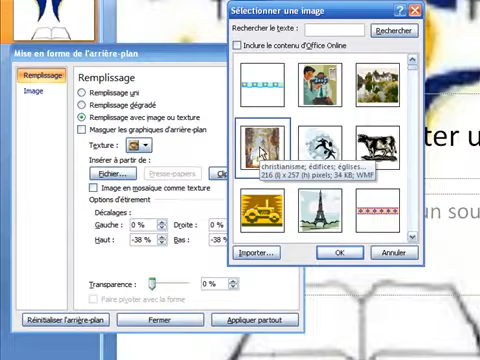 Sélectionner une image
Rechercher le texte :
Rechercher
Inclure le contenu d'Office Online
christianisme; édifices; églises...
216 (l) x 257 (h) pixels; 34 KB; WMF
Importer...
OK
Annuler
Mise en forme de l'arrière-plan
Remplissage
Image
Remplissage
Remplissage uni
Remplissage dégradé
Remplissage avec image ou texture
Masquer les graphiques d'arrière-plan
Texture :
Insérer à partir de :
Fichier...
Presse-papiers
Image en mosaïque comme texture
Options d'étirement
Décalages :
Gauche : 0 %
Droite : 0 %
Haut : -38 %
Bas : -38 %
Transparence :
0 %
Faire pivoter avec la forme
Réinitialiser l'arrière-plan
Fermer
Appliquer partout
ter u
un sou